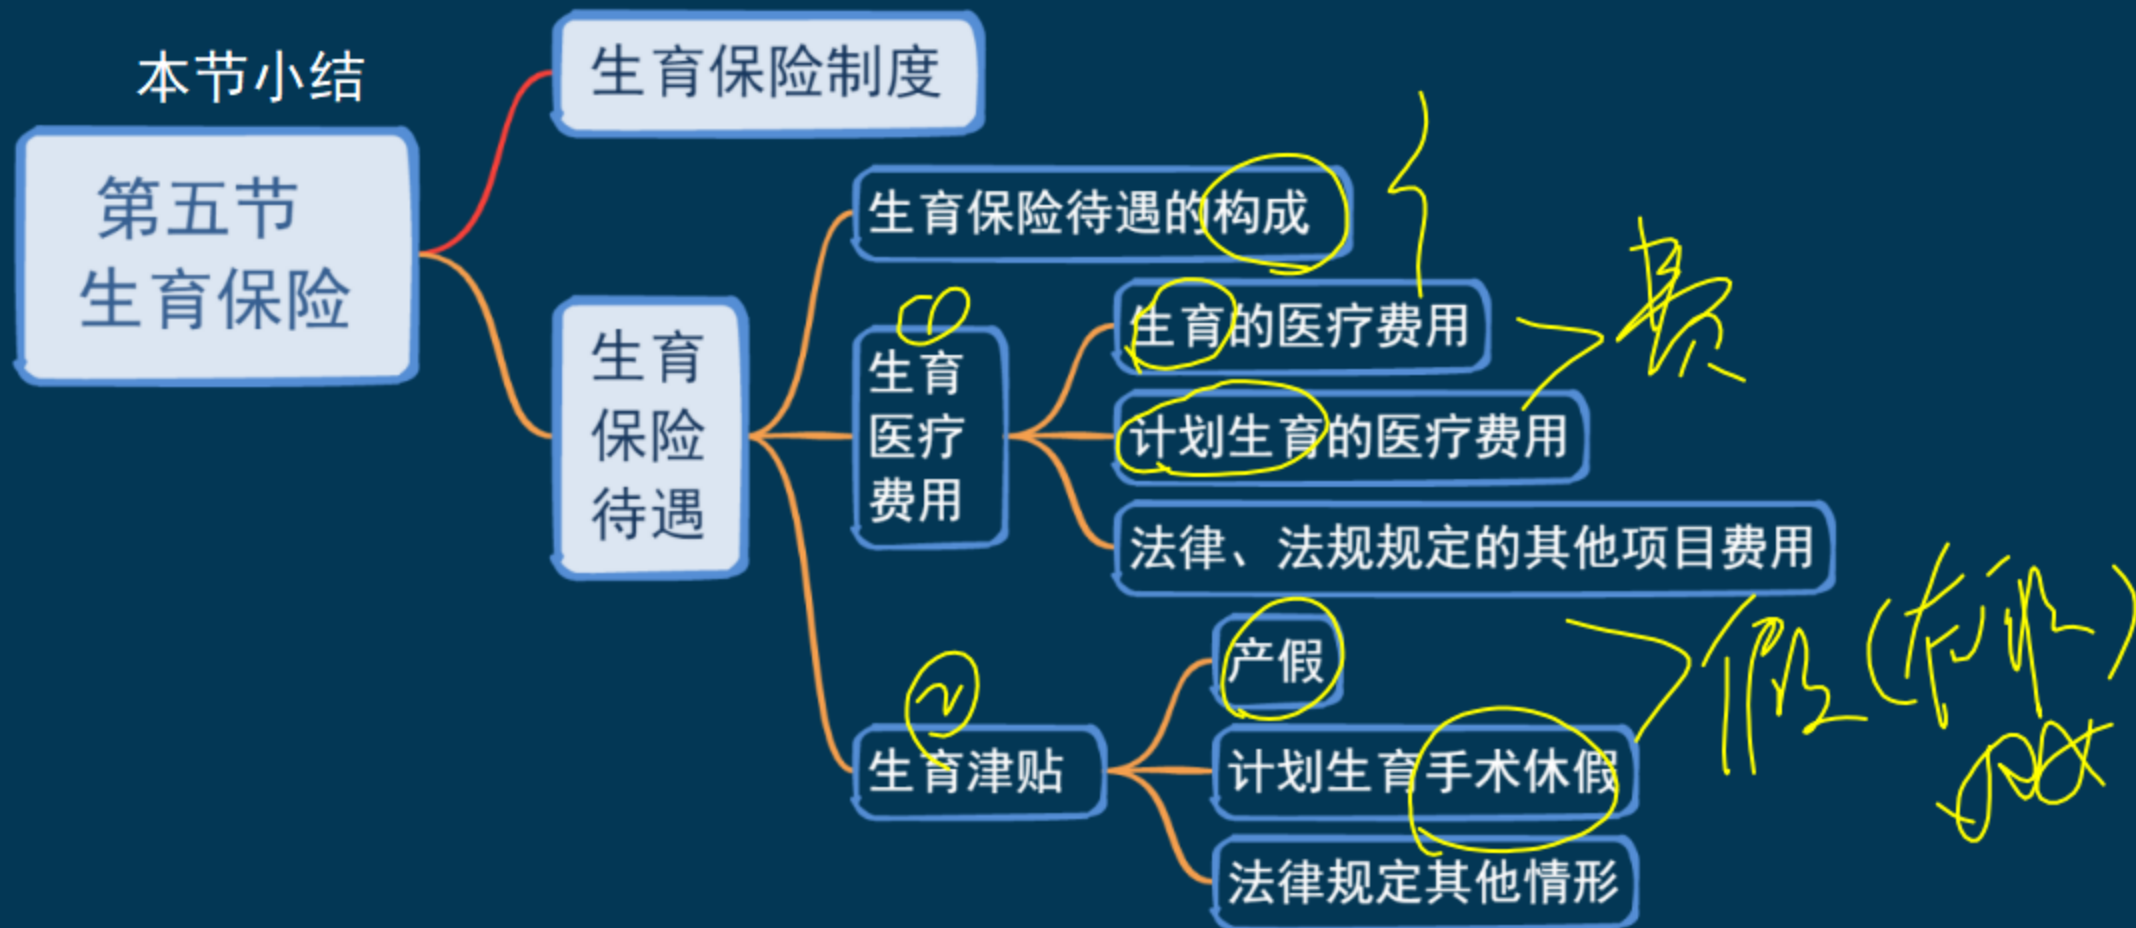 本节小结
第五节
生育保险
生育保险制度
生育
保险
待遇
生育保险待遇的构成
①
生育
医疗
费用
生育的医疗费用
计划生育的医疗费用
费
法律、法规规定的其他项目费用
②
生育津贴
产假
计划生育手术休假
假
法律规定其他情形